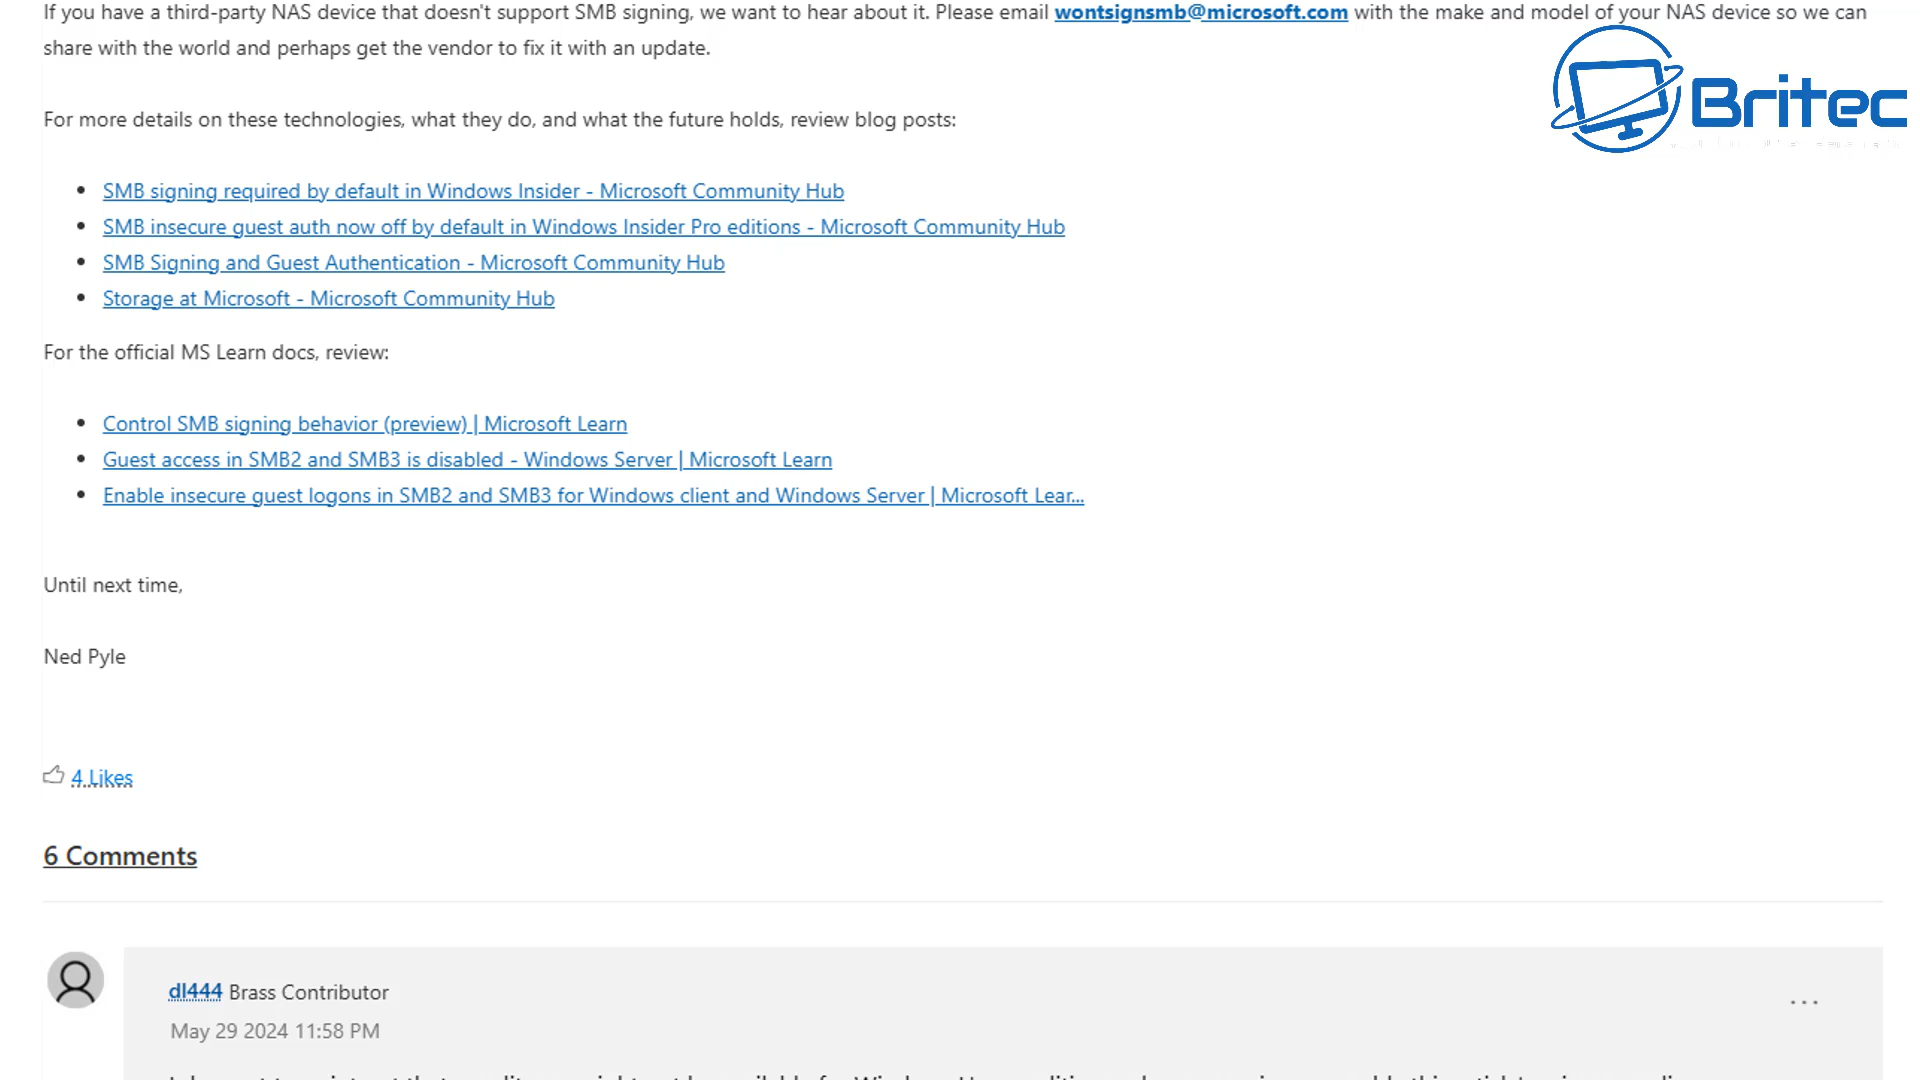 If you have a third-party NAS device that doesn't support SMB signing, we want to hear about it. Please email wontsignsmb@microsoft.com with the make and model of your NAS device so we can
share with the world and perhaps get the vendor to fix it with an update.
Britec
For more details on these technologies, what they do, and what the future holds, review blog posts:
SMB signing required by default in Windows Insider - Microsoft Community Hub
SMB insecure guest auth now off by default in Windows Insider Pro editions - Microsoft Community Hub
SMB Signing and Guest Authentication - Microsoft Community Hub
Storage at Microsoft - Microsoft Community Hub
For the official MS Learn docs, review:
Control SMB signing behavior (preview) | Microsoft Learn
Guest access in SMB2 and SMB3 is disabled - Windows Server | Microsoft Learn
Enable insecure guest logons in SMB2 and SMB3 for Windows client and Windows Server | Microsoft Lear...
Until next time,
Ned Pyle
4 Likes
6 Comments
dl444 Brass Contributor
...
May 29 2024 11:58 PM